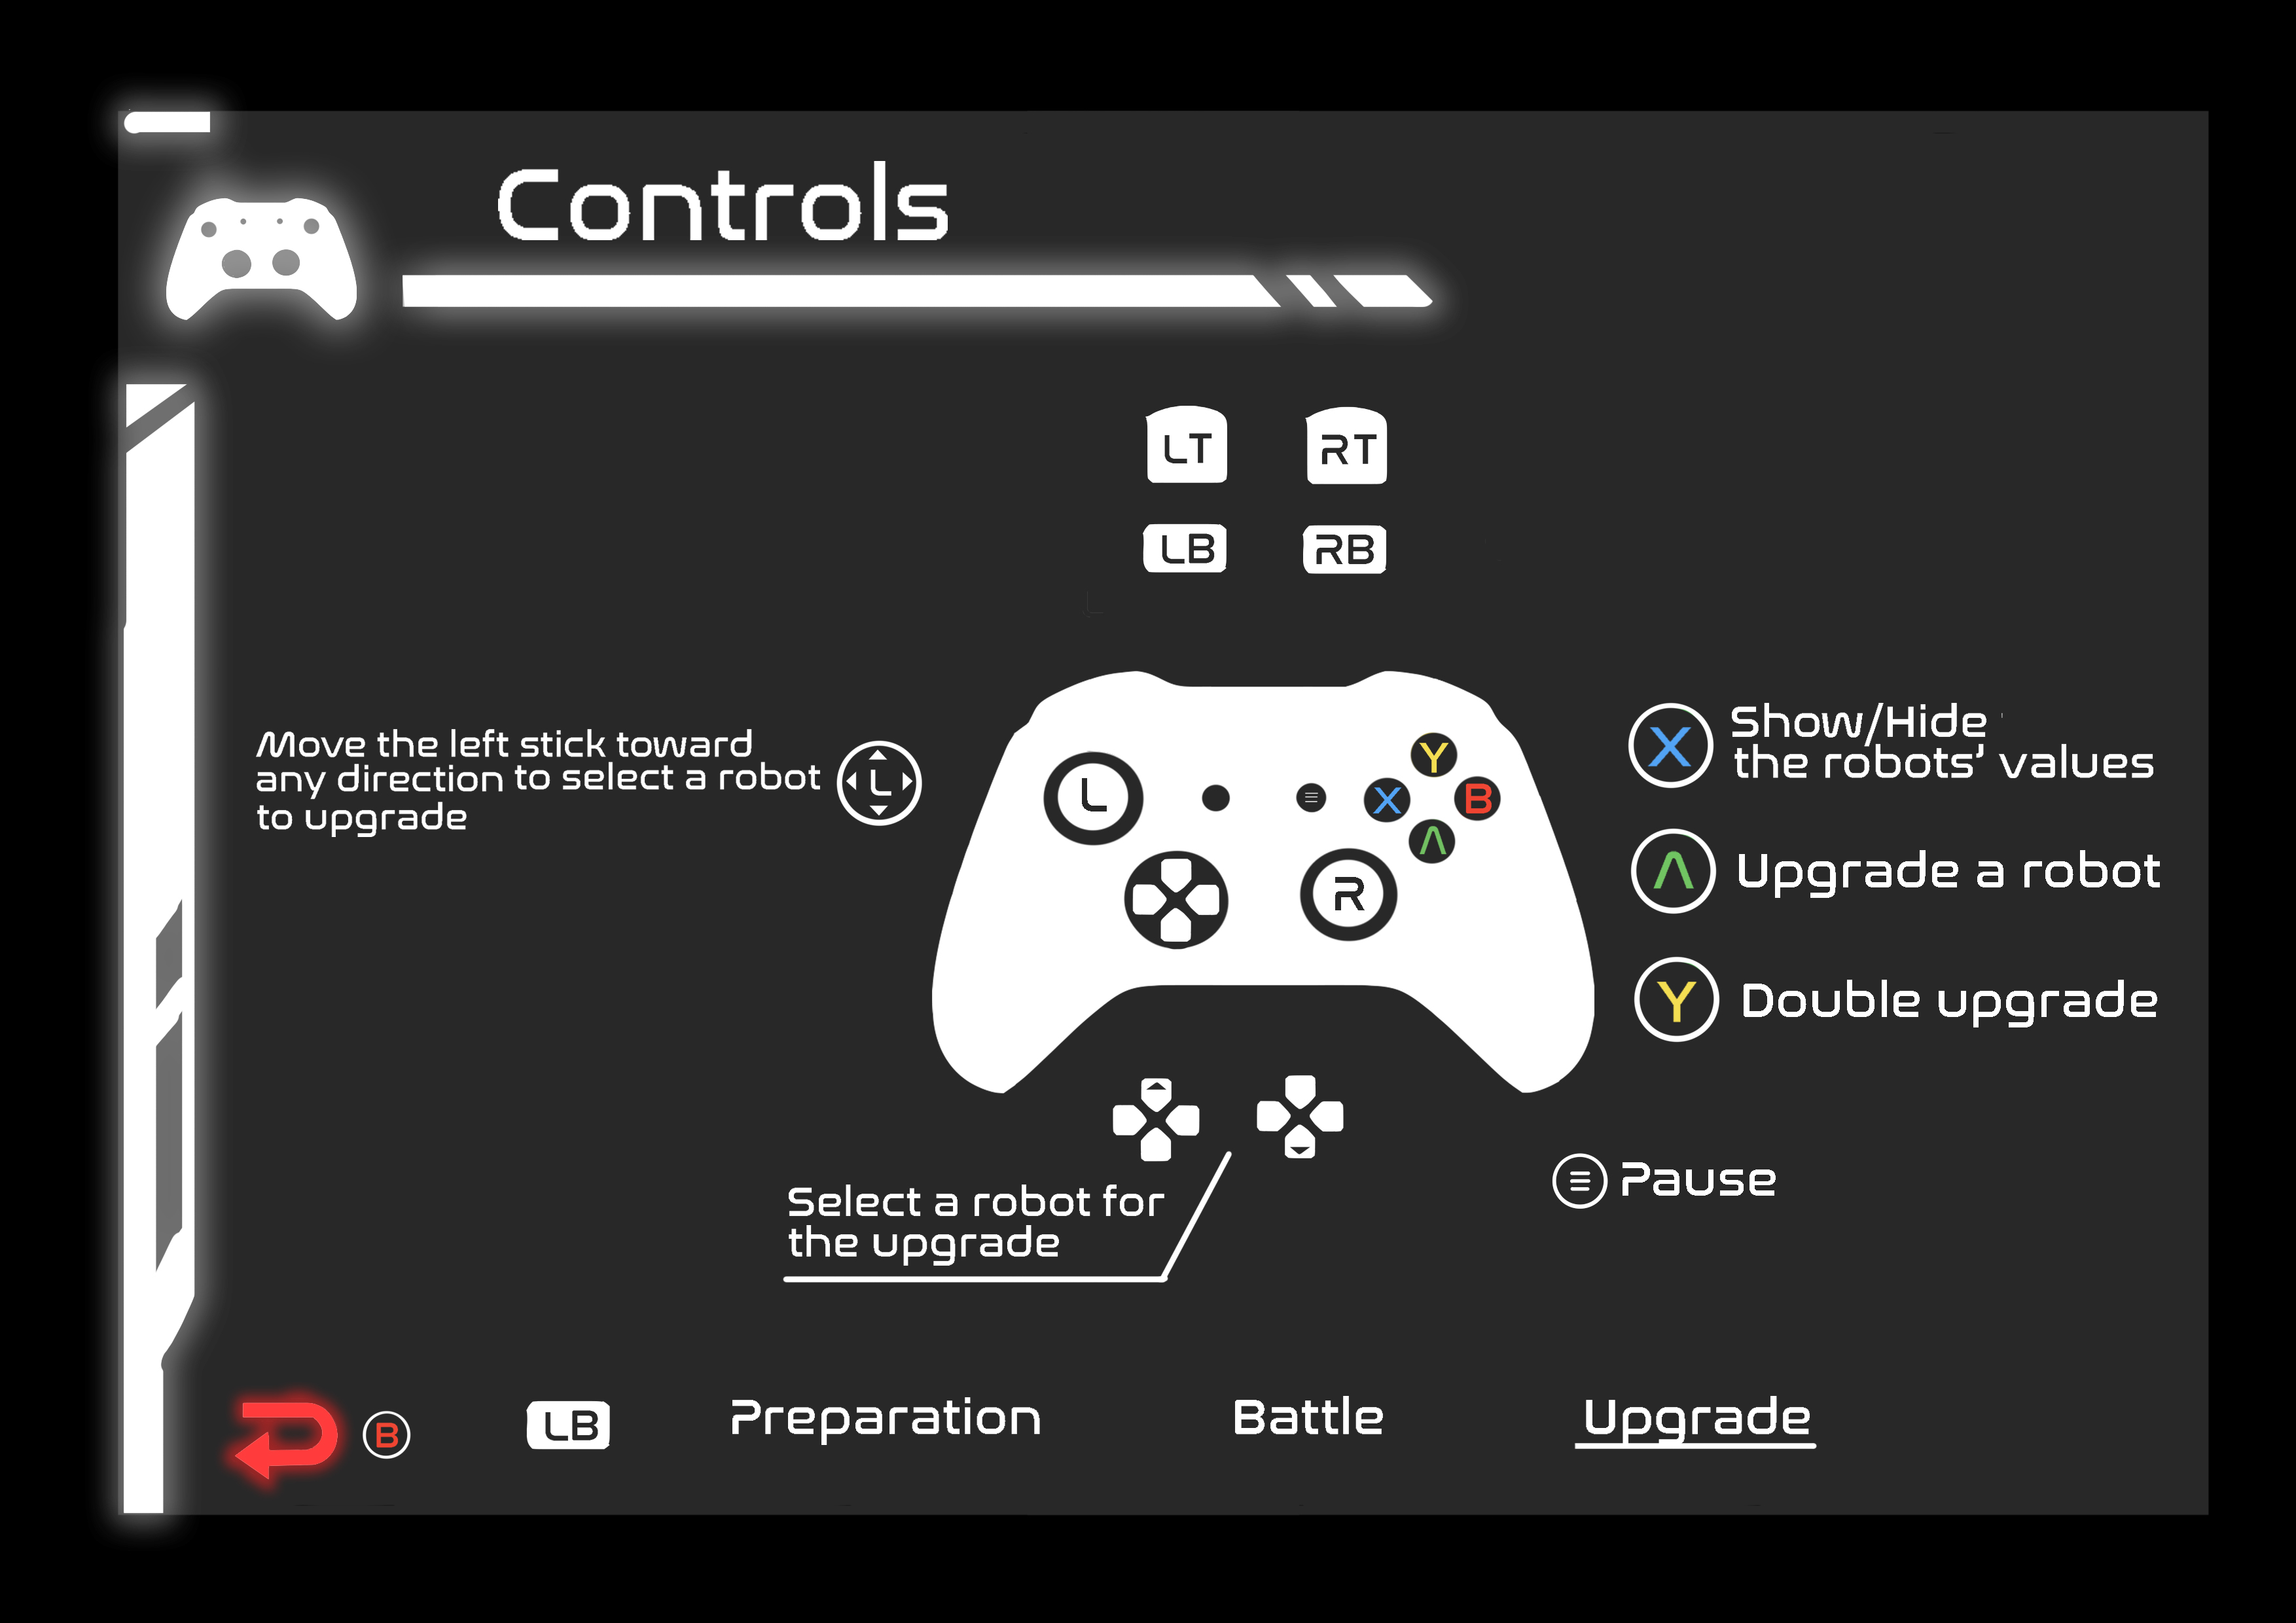 Controls
LT RT
LB RB
Move the left stick toward
any direction to select a robot
to upgrade
L
L
Y
X B
A
R
X Show/Hide
the robots' values
A Upgrade a robot
Y Double upgrade
Select a robot for
the upgrade
Pause
B LB Preparation Battle Upgrade